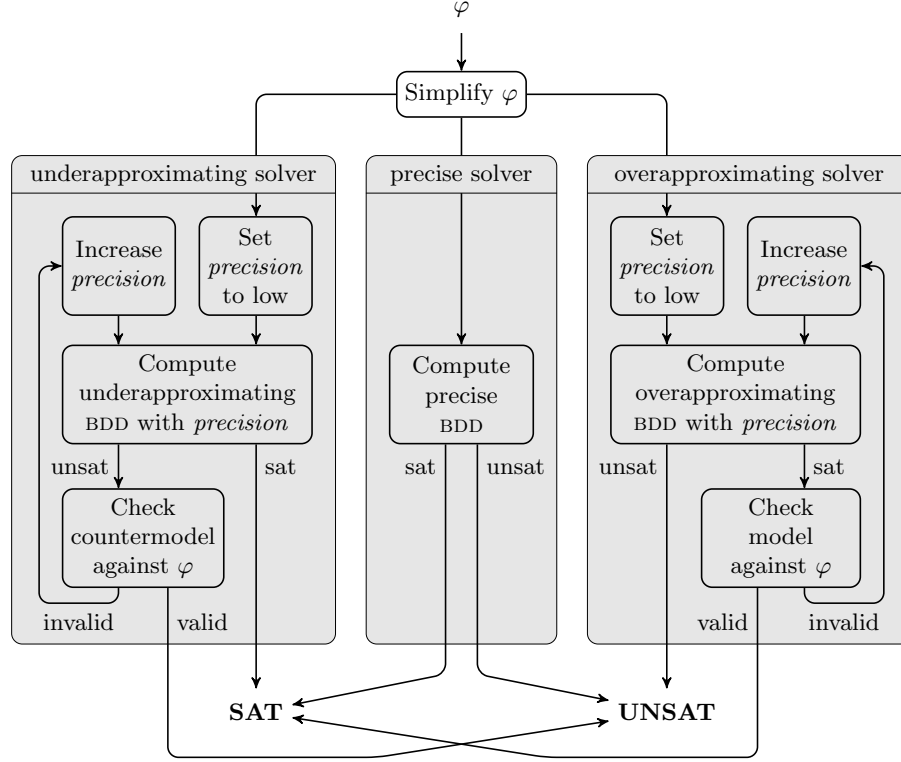 φ
Simplify φ
underapproximating solver
Increase
precision
Set
precision
to low
Compute
underapproximating
BDD with precision
unsat
sat
Check
countermodel
against φ
invalid
valid
precise solver
Compute
precise
BDD
sat
unsat
overapproximating solver
Set
precision
to low
Increase
precision
Compute
overapproximating
BDD with precision
unsat
sat
Check
model
against φ
valid
invalid
SAT
UNSAT